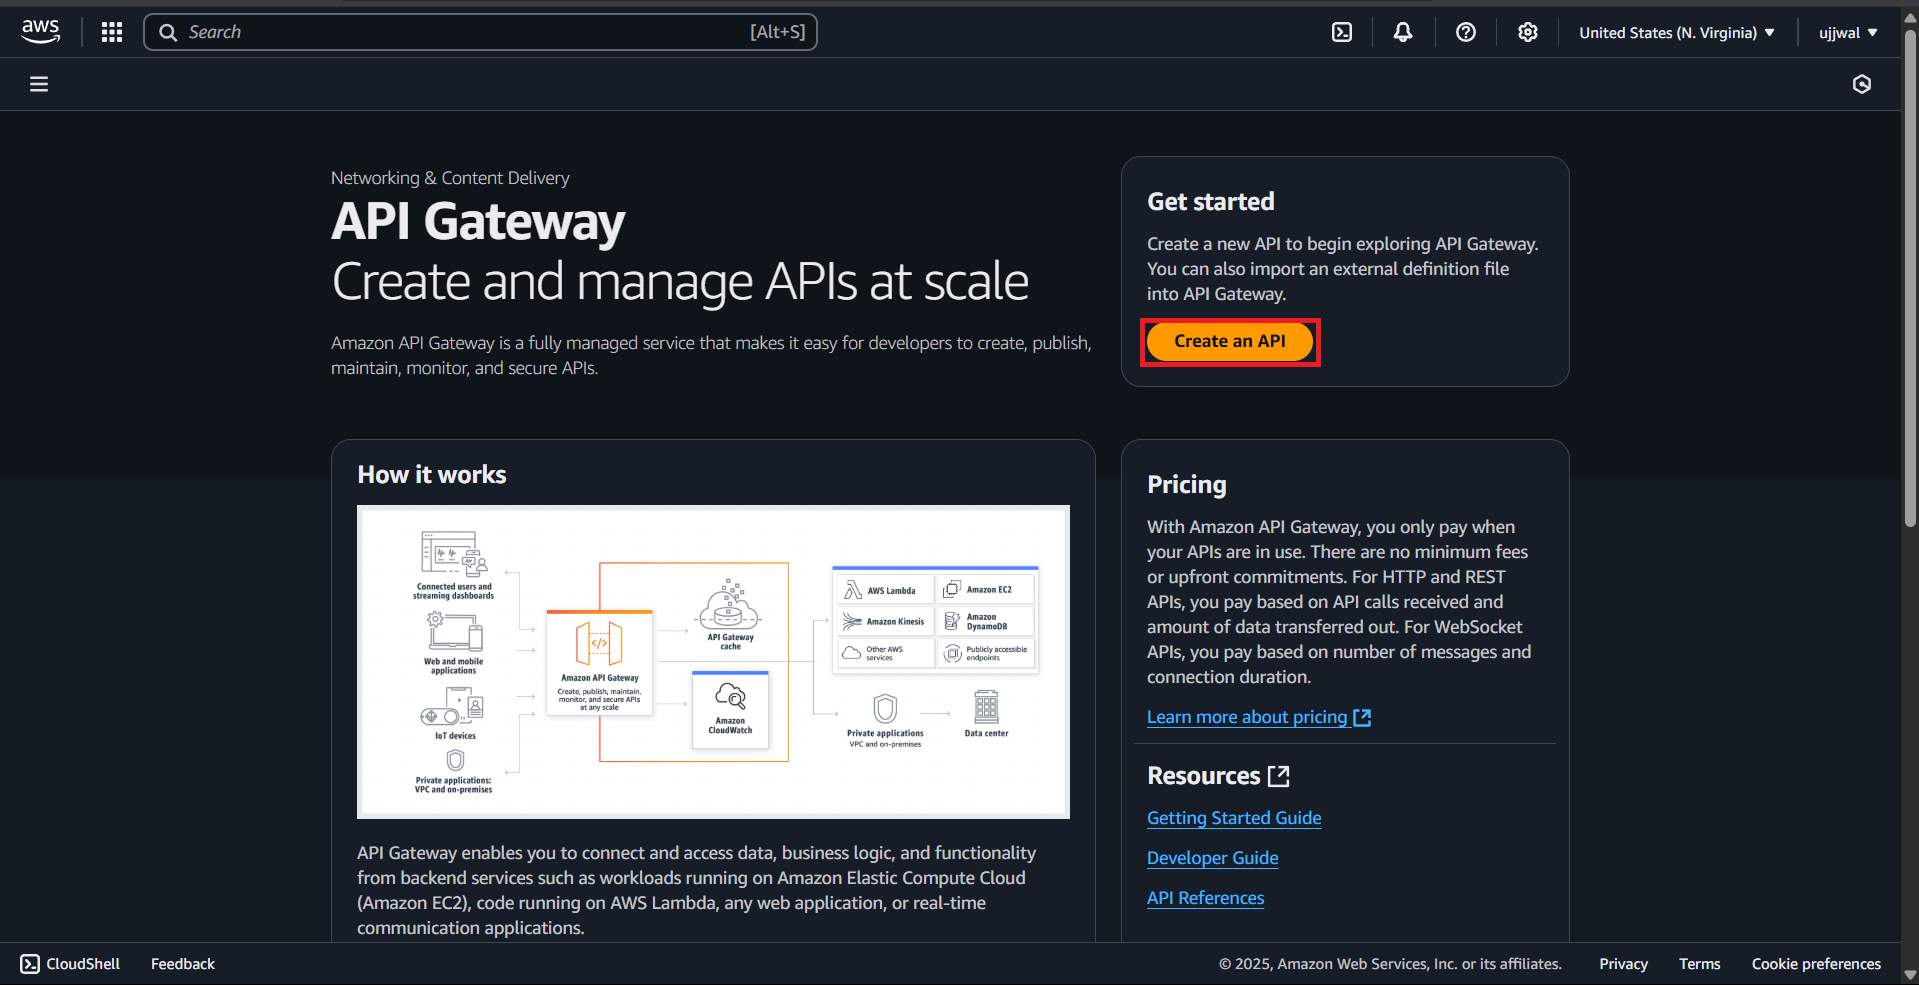 aws
Search
[Alt+S]
United States (N. Virginia)
ujjwal
Networking & Content Delivery
API Gateway
Create and manage APIs at scale
Amazon API Gateway is a fully managed service that makes it easy for developers to create, publish,
maintain, monitor, and secure APIs.
Get started
Create a new API to begin exploring API Gateway.
You can also import an external definition file
into API Gateway.
Create an API
How it works
Connected users and
streaming dashboards
Web and mobile
applications
IoT devices
Private applications:
VPC and on-premises
Amazon API Gateway
Create, publish, maintain,
monitor, and secure APIs
at any scale
API Gateway
cache
Amazon
CloudWatch
AWS Lambda
Amazon EC2
Amazon Kinesis
Amazon
DynamoDB
Other AWS
services
Publicly accessible
endpoints
Private applications
VPC and on-premises
Data center
API Gateway enables you to connect and access data, business logic, and functionality
from backend services such as workloads running on Amazon Elastic Compute Cloud
(Amazon EC2), code running on AWS Lambda, any web application, or real-time
communication applications.
Pricing
With Amazon API Gateway, you only pay when
your APIs are in use. There are no minimum fees
or upfront commitments. For HTTP and REST
APIs, you pay based on API calls received and
amount of data transferred out. For WebSocket
APIs, you pay based on number of messages and
connection duration.
Learn more about pricing
Resources
Getting Started Guide
Developer Guide
API References
CloudShell
Feedback
© 2025, Amazon Web Services, Inc. or its affiliates.
Privacy
Terms
Cookie preferences